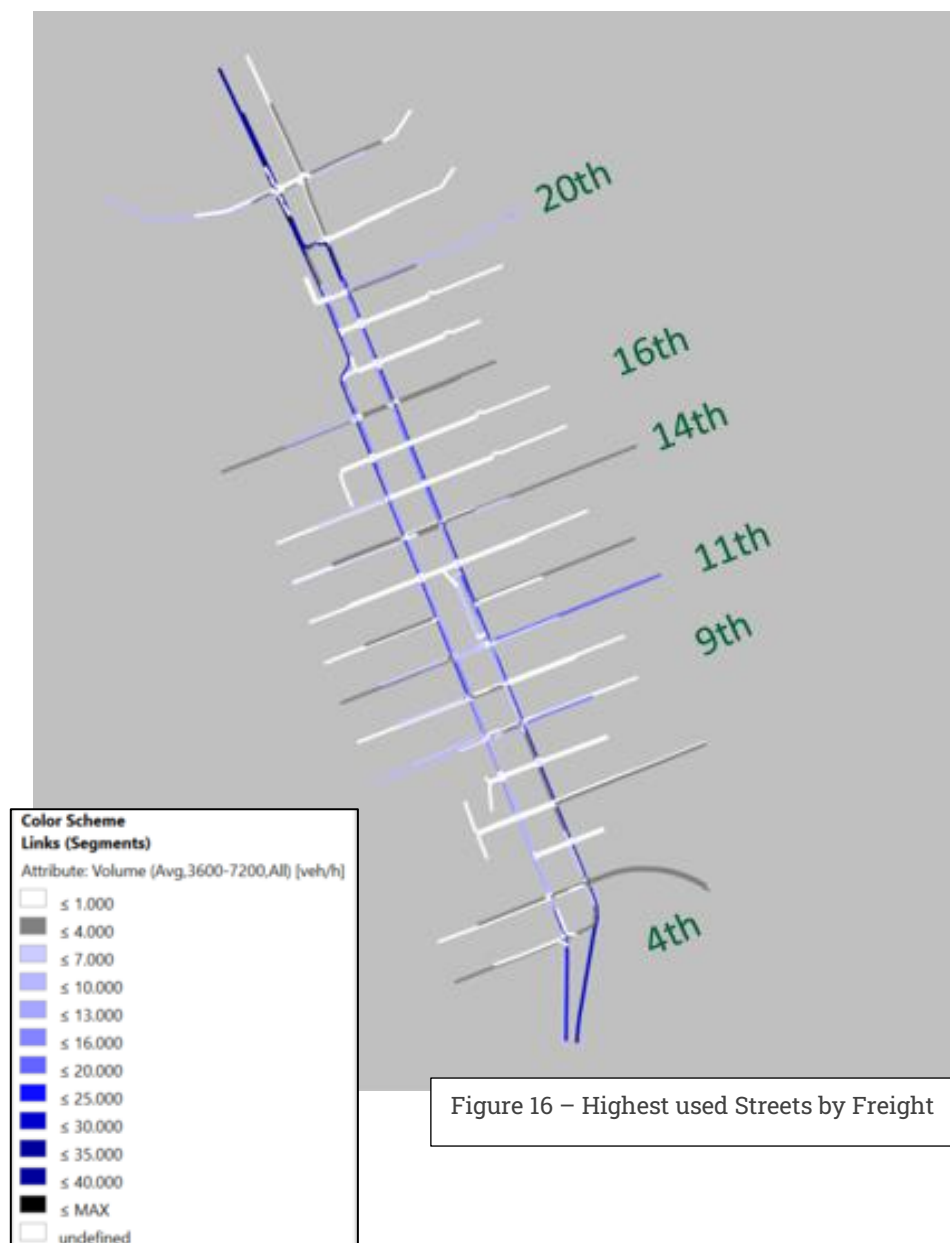 20th
16th
14th
11th
9th
4th
Color Scheme
Links (Segments)
Attribute: Volume (Avg,3600-7200,All) [veh/h]
≤ 1.000
≤ 4.000
≤ 7.000
≤ 10.000
≤ 13.000
≤ 16.000
≤ 20.000
≤ 25.000
≤ 30.000
≤ 35.000
≤ 40.000
≤ MAX
undefined
Figure 16 – Highest used Streets by Freight